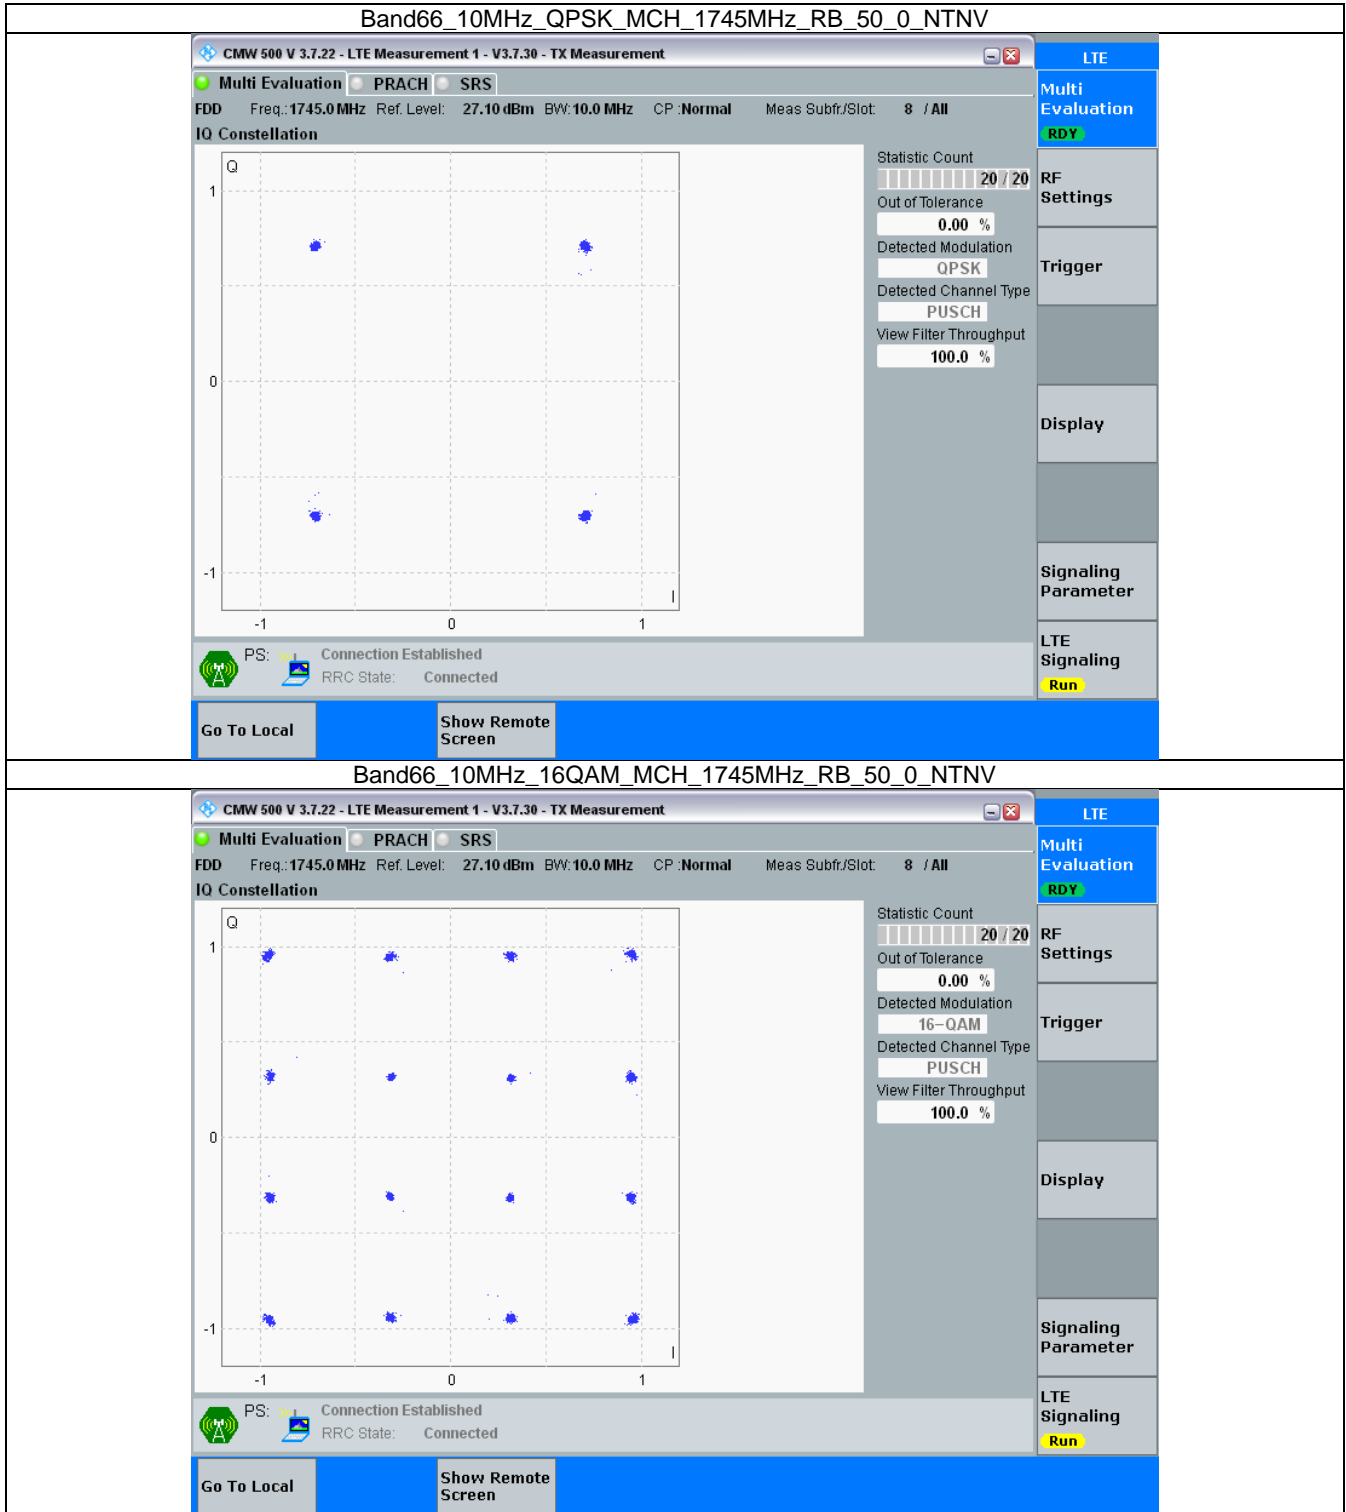 Band66_10MHz_QPSK_MCH_1745MHz_RB_50_0_NTNV
CMW 500 V 3.7.22 - LTE Measurement 1 - V3.7.30 - TX Measurement
LTE
Multi Evaluation PRACH SRS
Multi
Evaluation
RDY
FDD Freq.: 1745.0 MHz Ref. Level: 27.10 dBm BW: 10.0 MHz CP : Normal Meas Subfr./Slot: 8 / All
IQ Constellation
Q
1
0
-1
I
-1 0 1
Statistic Count
20 / 20
Out of Tolerance
0.00 %
Detected Modulation
QPSK
Detected Channel Type
PUSCH
View Filter Throughput
100.0 %
RF
Settings
Trigger
Display
Signaling
Parameter
LTE
Signaling
Run
PS: Connection Established
RRC State: Connected
Go To Local
Show Remote
Screen
Band66_10MHz_16QAM_MCH_1745MHz_RB_50_0_NTNV
CMW 500 V 3.7.22 - LTE Measurement 1 - V3.7.30 - TX Measurement
LTE
Multi Evaluation PRACH SRS
Multi
Evaluation
RDY
FDD Freq.: 1745.0 MHz Ref. Level: 27.10 dBm BW: 10.0 MHz CP : Normal Meas Subfr./Slot: 8 / All
IQ Constellation
Q
1
0
-1
I
-1 0 1
Statistic Count
20 / 20
Out of Tolerance
0.00 %
Detected Modulation
16-QAM
Detected Channel Type
PUSCH
View Filter Throughput
100.0 %
RF
Settings
Trigger
Display
Signaling
Parameter
LTE
Signaling
Run
PS: Connection Established
RRC State: Connected
Go To Local
Show Remote
Screen